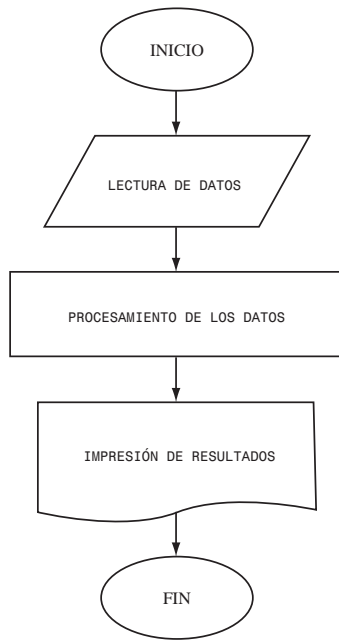 INICIO
LECTURA DE DATOS
PROCESAMIENTO DE LOS DATOS
IMPRESIÓN DE RESULTADOS
FIN